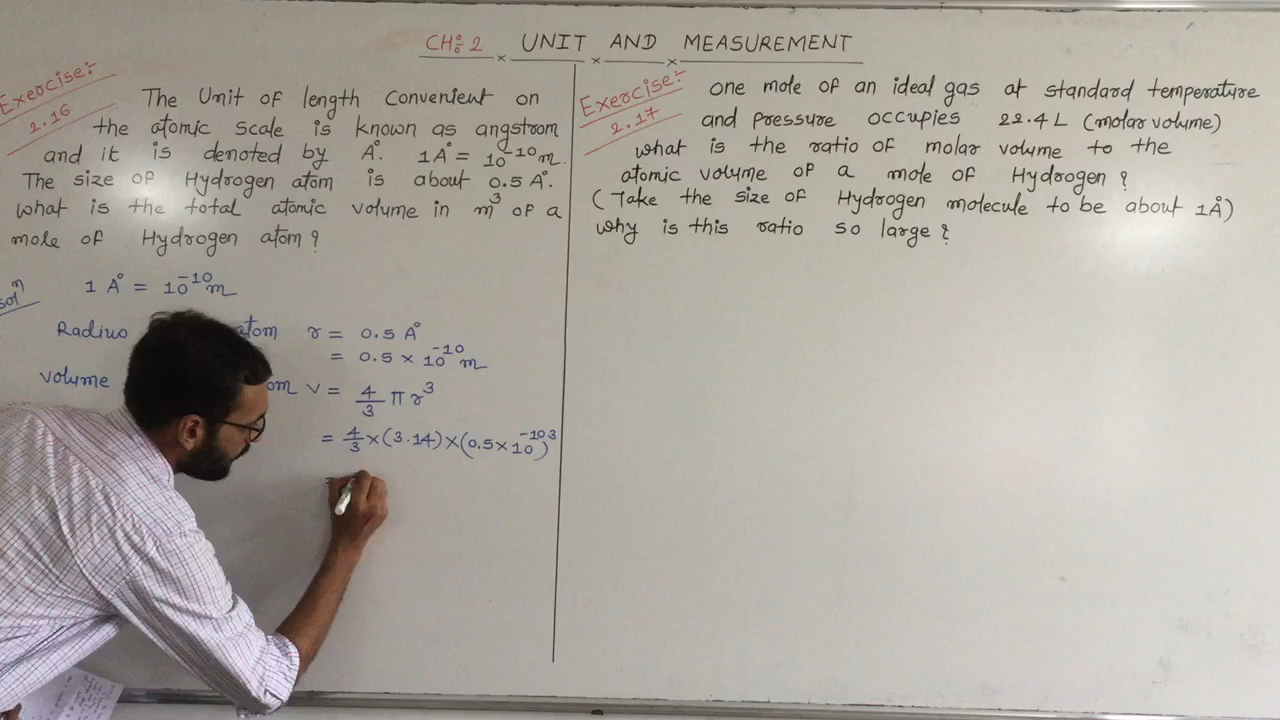 CH: 2 UNIT AND MEASUREMENT
Exercise:-
2.16
The Unit of length Convenient on
the atomic Scale is known as angstrom
and it is denoted by A°. 1A° = 10⁻¹⁰m.
The size of Hydrogen atom is about 0.5 A°.
what is the total atomic volume in m³ of a
mole of Hydrogen atom?
solⁿ
1 A° = 10⁻¹⁰m
Radius atom r = 0.5 A°
= 0.5 × 10⁻¹⁰ m
volume v = 4/3 π r³
= 4/3 × (3.14) × (0.5 × 10⁻¹⁰)³
Exercise:-
2.17
one mole of an ideal gas at standard temperature
and pressure occupies 22.4 L (molar volume)
what is the ratio of molar volume to the
atomic volume of a mole of Hydrogen?
(Take the size of Hydrogen molecule to be about 1Å)
why is this ratio so large?